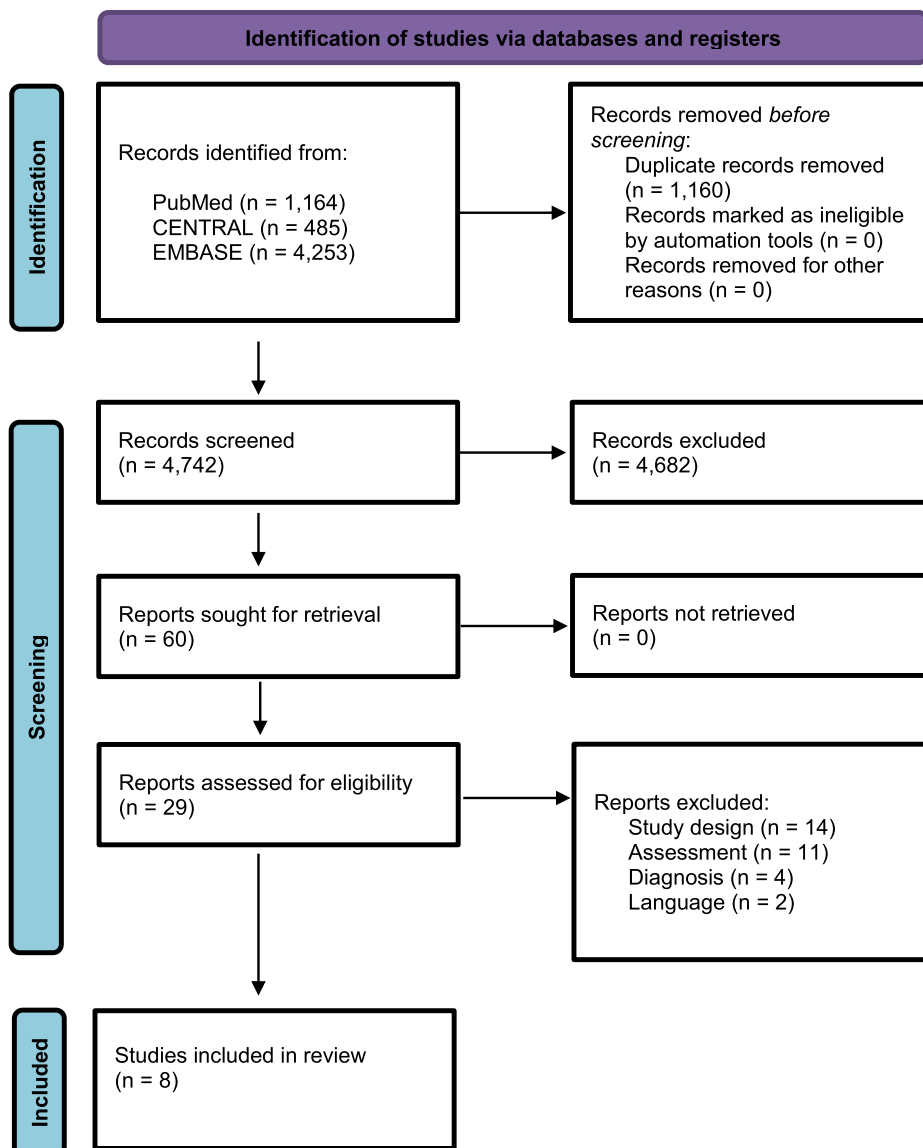 Identification of studies via databases and registers
Identification
Records identified from:
PubMed (n = 1,164)
CENTRAL (n = 485)
EMBASE (n = 4,253)
Records removed before
screening:
Duplicate records removed
(n = 1,160)
Records marked as ineligible
by automation tools (n = 0)
Records removed for other
reasons (n = 0)
Screening
Records screened
(n = 4,742)
Records excluded
(n = 4,682)
Reports sought for retrieval
(n = 60)
Reports not retrieved
(n = 0)
Reports assessed for eligibility
(n = 29)
Reports excluded:
Study design (n = 14)
Assessment (n = 11)
Diagnosis (n = 4)
Language (n = 2)
Included
Studies included in review
(n = 8)